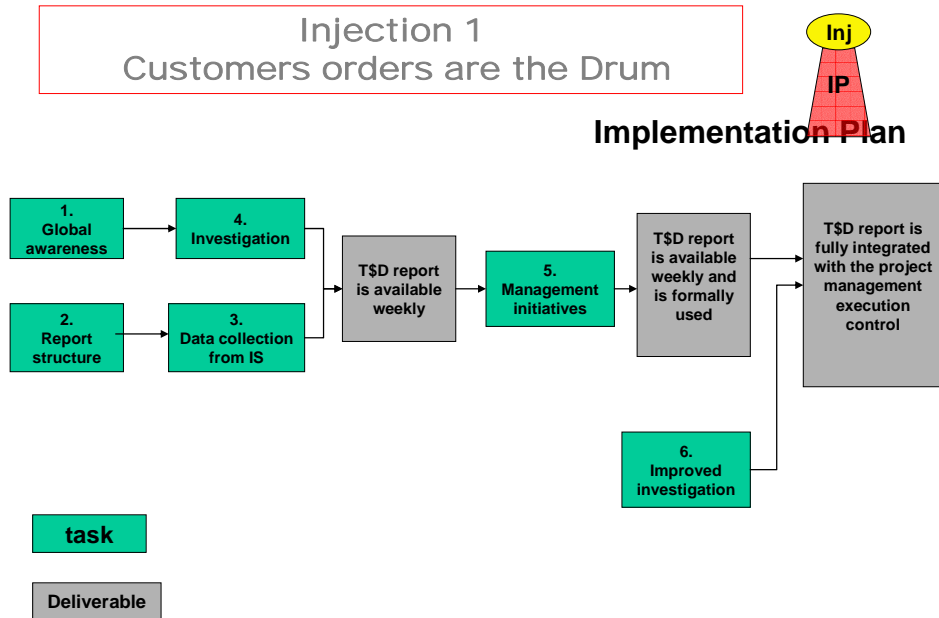 Injection 1
Customers orders are the Drum
Inj
IP
Implementation Plan
1.
Global
awareness
4.
Investigation
2.
Report
structure
3.
Data collection
from IS
T$D report
is available
weekly
5.
Management
initiatives
T$D report
is available
weekly and
is formally
used
T$D report is
fully integrated
with the project
management
execution
control
6.
Improved
investigation
task
Deliverable